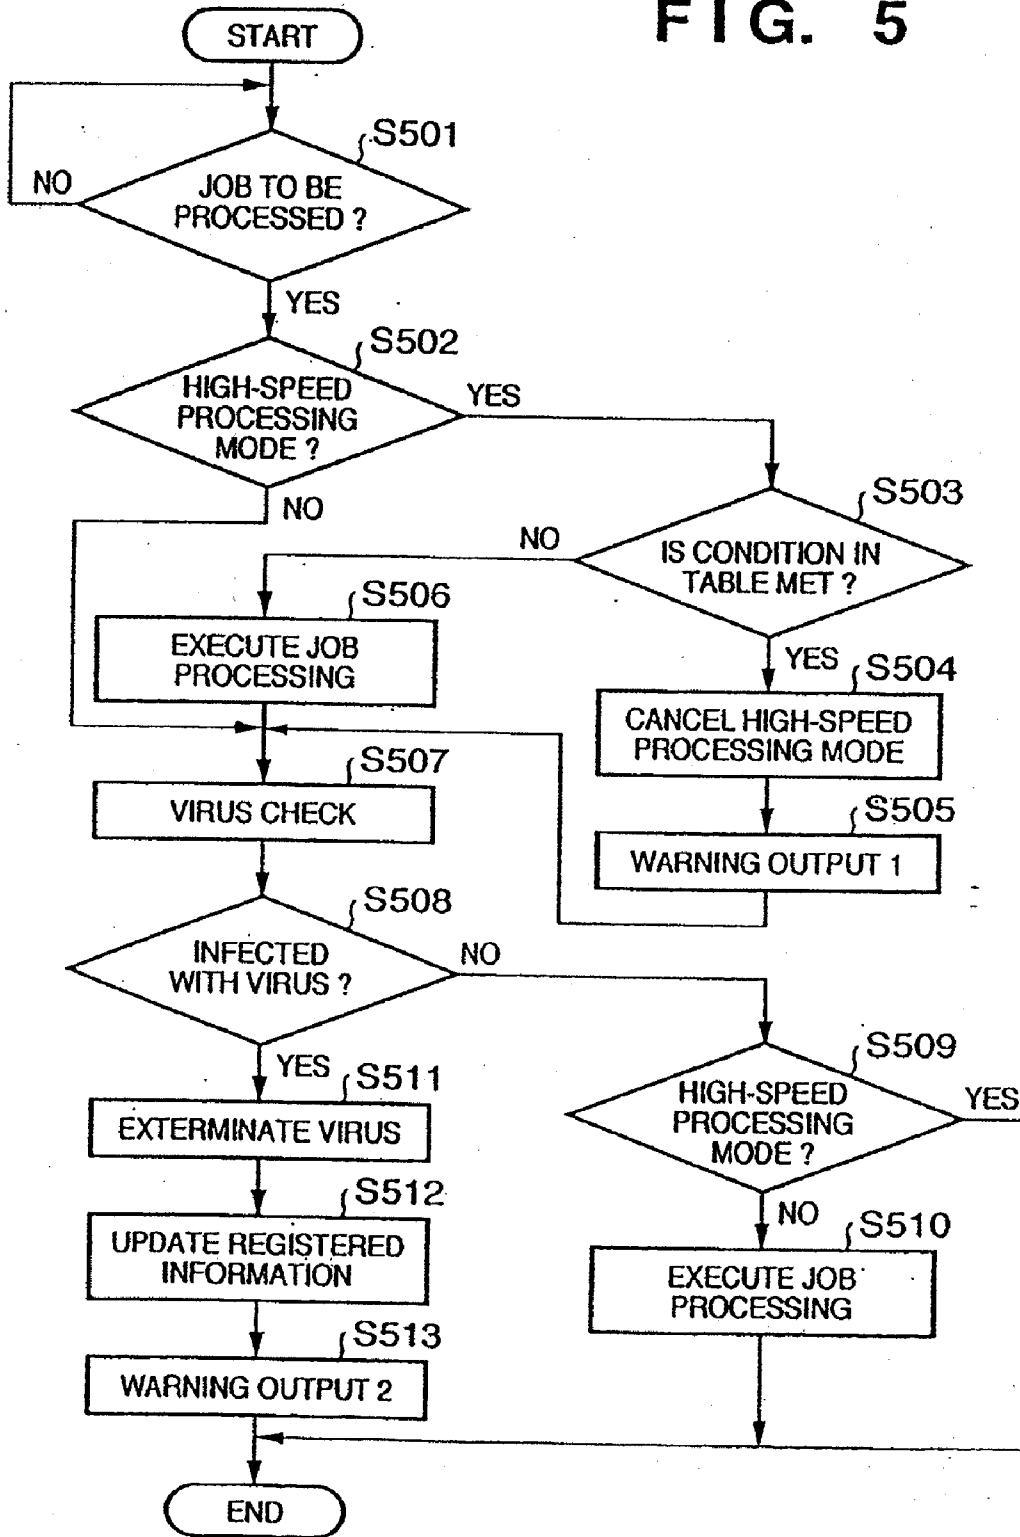 FIG. 5
START
S501
NO
JOB TO BE
PROCESSED ?
YES
S502
HIGH-SPEED
PROCESSING
MODE ?
YES
NO
S503
NO
IS CONDITION IN
TABLE MET ?
S506
EXECUTE JOB
PROCESSING
YES
S504
CANCEL HIGH-SPEED
PROCESSING MODE
S507
VIRUS CHECK
S505
WARNING OUTPUT 1
S508
INFECTED
WITH VIRUS ?
NO
YES
S509
HIGH-SPEED
PROCESSING
MODE ?
YES
S511
EXTERMINATE VIRUS
S512
UPDATE REGISTERED
INFORMATION
NO
S510
EXECUTE JOB
PROCESSING
S513
WARNING OUTPUT 2
END